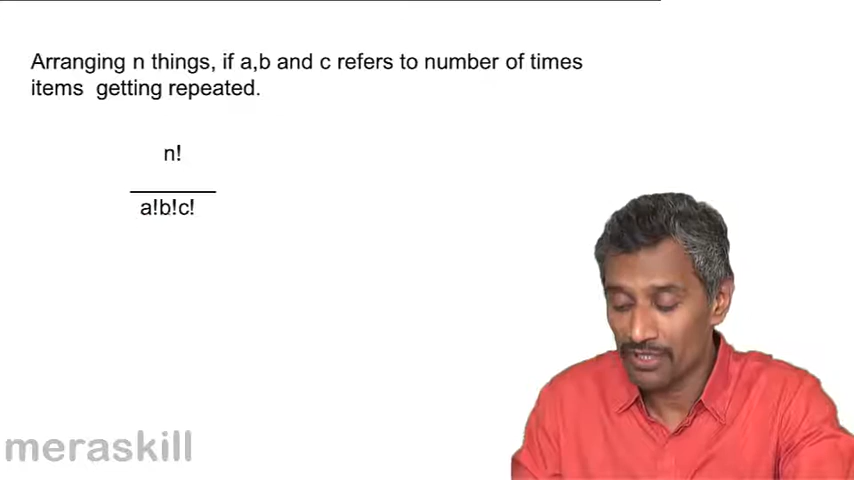 Arranging n things, if a,b and c refers to number of times
items getting repeated.
n!
a!b!c!
meraskill